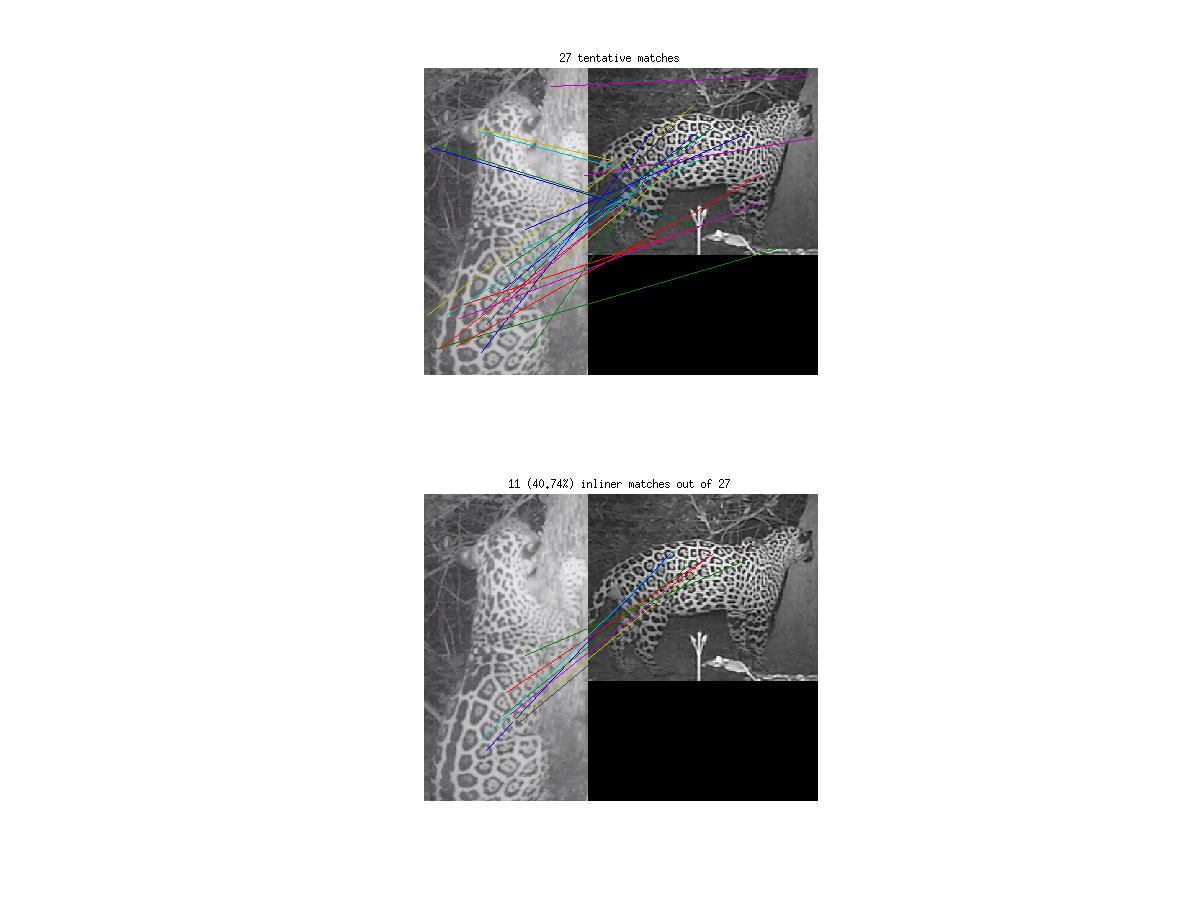 27 tentative matches
11 (40.74%) inliner matches out of 27